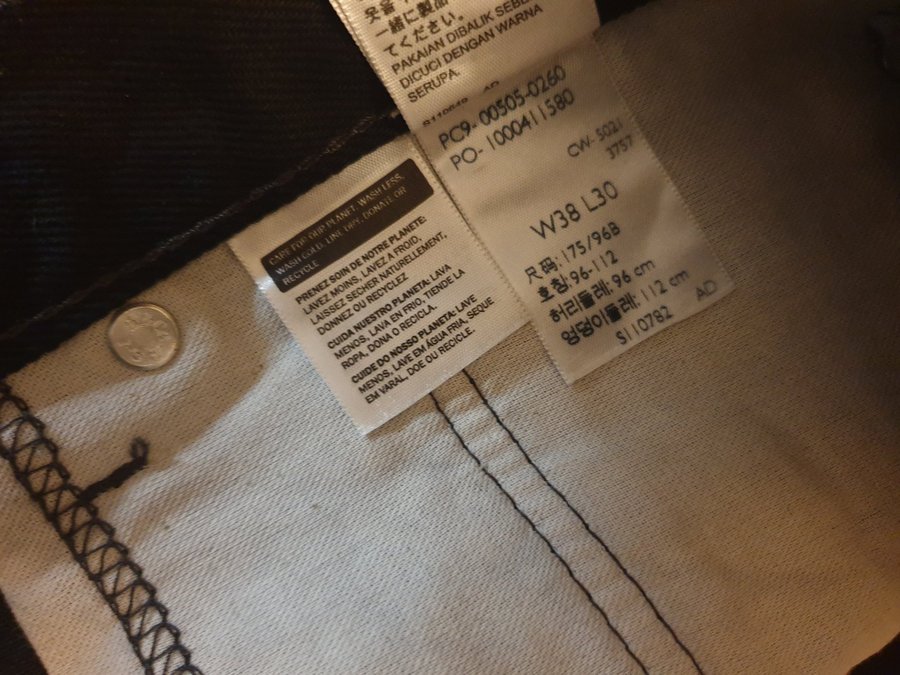 一緒に製品
てください。
PAKAIAN DIBALIK SEBEL
DICUCI DENGAN WARNA
SERUPA.
AD
PC9- 00505-0260
PO- 1000411580
CW- 5021
3757
W38 L30
尺码:175/96B
호칭:96-112
허리둘레:96 cm
엉덩이둘레:112 cm
S110782 AD
CARE FOR OUR PLANET: WASH LESS,
WASH COLD, LINE DRY, DONATE OR
RECYCLE
PRENEZ SOIN DE NOTRE PLANETE:
LAVEZ MOINS, LAVEZ A FROID,
LAISSEZ SECHER NATURELLEMENT,
DONNEZ OU RECYCLEZ
CUIDA NUESTRO PLANETA: LAVA
MENOS, LAVA EN FRIO, TIENDE LA
ROPA, DONA O RECICLA.
CUIDE DO NOSSO PLANETA: LAVE
MENOS, LAVE EM ÁGUA FRIA, SEQUE
EM VARAL, DOE OU RECICLE.